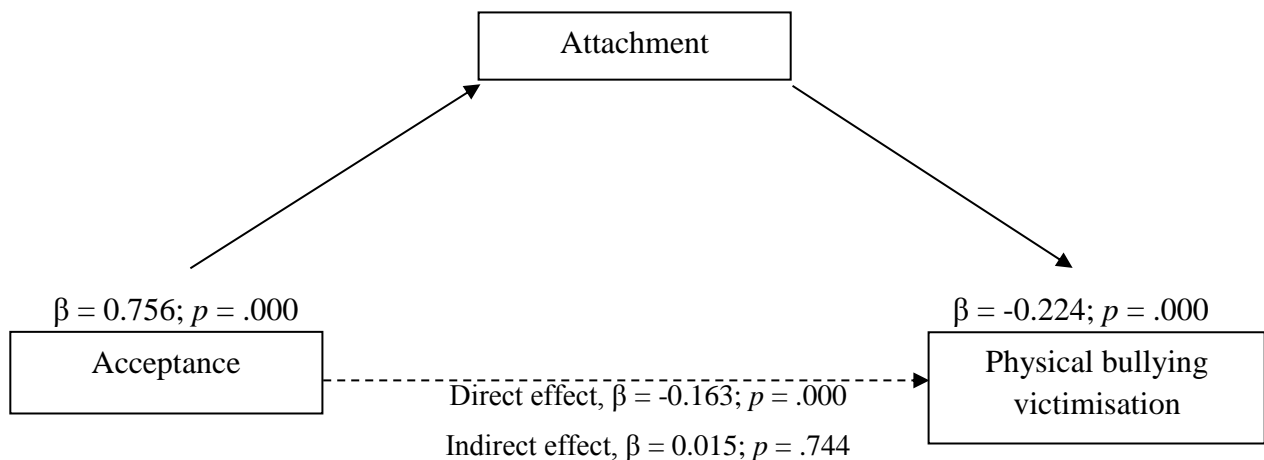 Attachment
β = 0.756; p = .000
β = -0.224; p = .000
Acceptance
Physical bullying
victimisation
Direct effect, β = -0.163; p = .000
Indirect effect, β = 0.015; p = .744